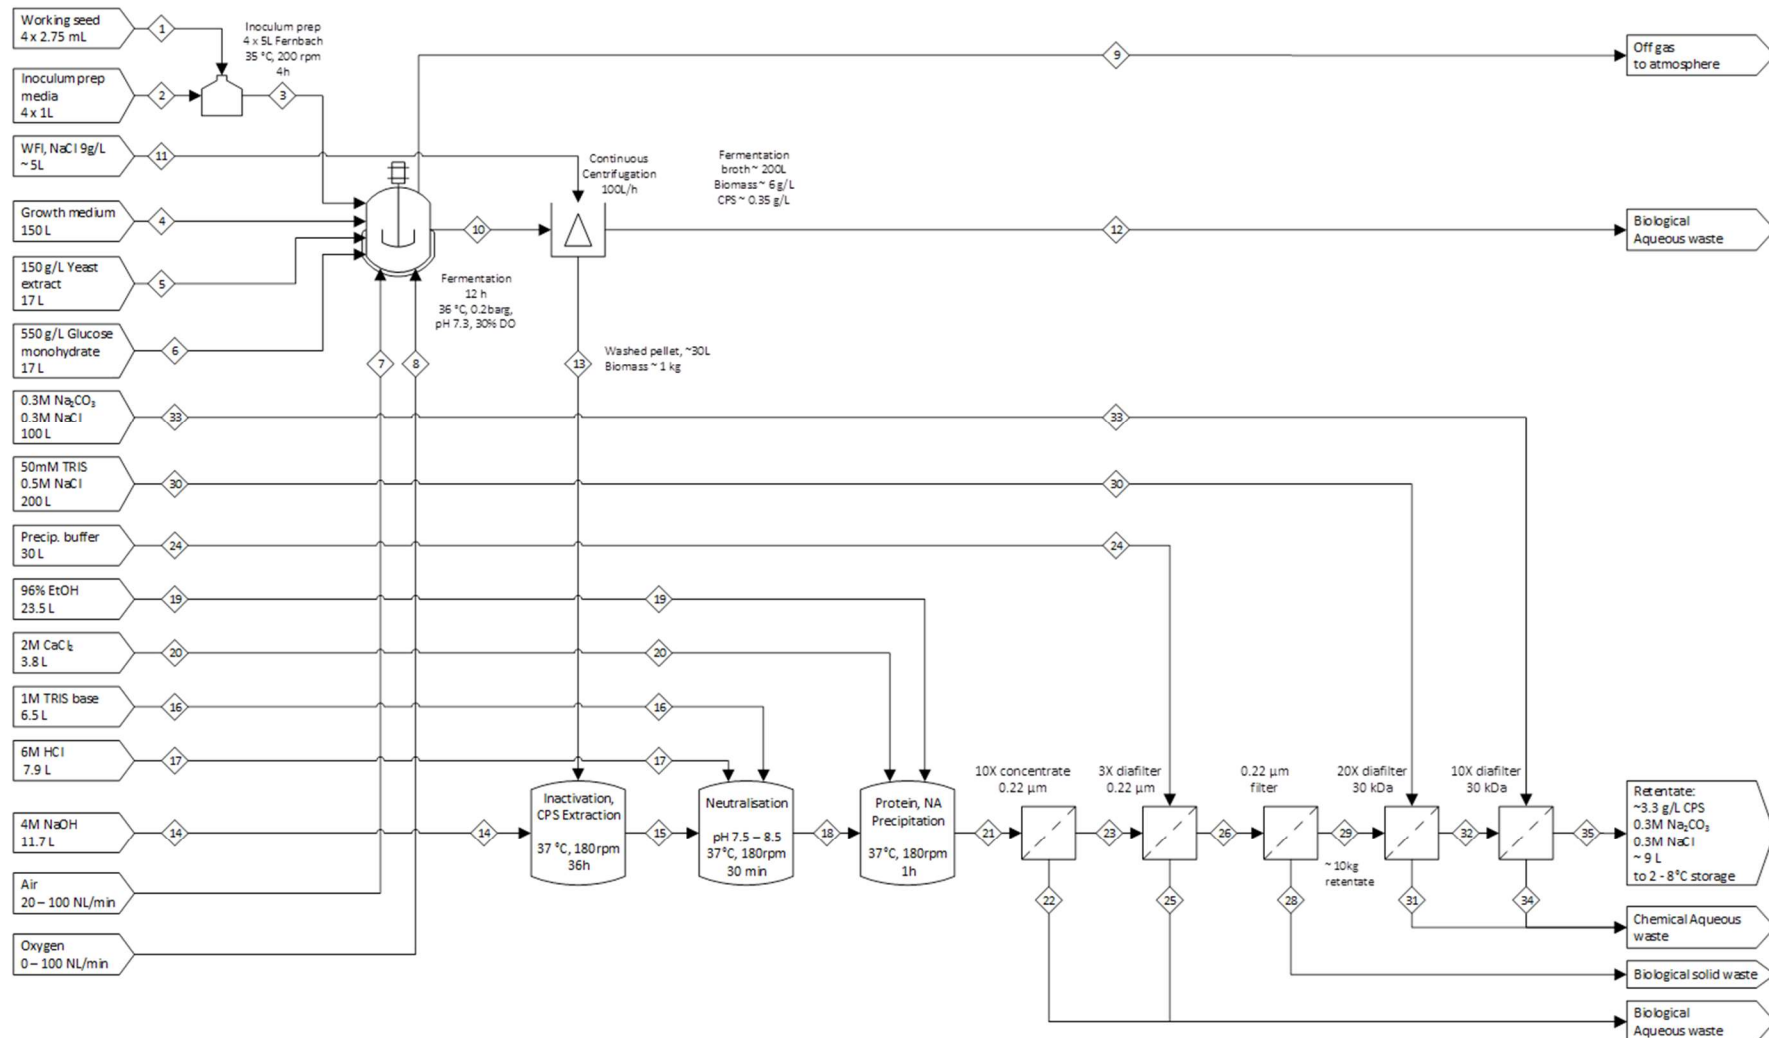 Working seed
4 x 2.75 mL
1
Inoculum prep
4 x 5L Fernbach
35 °C, 200 rpm
4h
Inoculum prep
media
4 x 1L
2
3
9
Off gas
to atmosphere
WFI, NaCl 9g/L
~ 5L
11
Continuous
Centrifugation
100L/h
Fermentation
broth ~ 200L
Biomass ~ 6 g/L
CPS ~ 0.35 g/L
Growth medium
150 L
4
10
12
Biological
Aqueous waste
150 g/L Yeast
extract
17 L
5
Fermentation
12 h
36 °C, 0.2barg,
pH 7.3, 30% DO
550 g/L Glucose
monohydrate
17 L
6
7
8
13
Washed pellet, ~30L
Biomass ~ 1 kg
0.3M Na₂CO₃
0.3M NaCl
100 L
33
33
50mM TRIS
0.5M NaCl
200 L
30
30
Precip. buffer
30 L
24
24
96% EtOH
23.5 L
19
19
2M CaCl₂
3.8 L
20
20
1M TRIS base
6.5 L
16
16
6M HCl
7.9 L
17
17
4M NaOH
11.7 L
14
14
Inactivation,
CPS Extraction
37 °C, 180rpm
36h
15
Neutralisation
pH 7.5 – 8.5
37°C, 180rpm
30 min
18
Protein, NA
Precipitation
37°C, 180rpm
1h
21
10X concentrate
0.22 µm
23
3X diafilter
0.22 µm
26
0.22 µm
filter
29
~ 10kg
retentate
20X diafilter
30 kDa
32
10X diafilter
30 kDa
35
Retentate:
~3.3 g/L CPS
0.3M Na₂CO₃
0.3M NaCl
~ 9 L
to 2 - 8°C storage
Air
20 – 100 NL/min
22
25
28
31
34
Chemical Aqueous
waste
Oxygen
0 – 100 NL/min
Biological solid waste
Biological
Aqueous waste